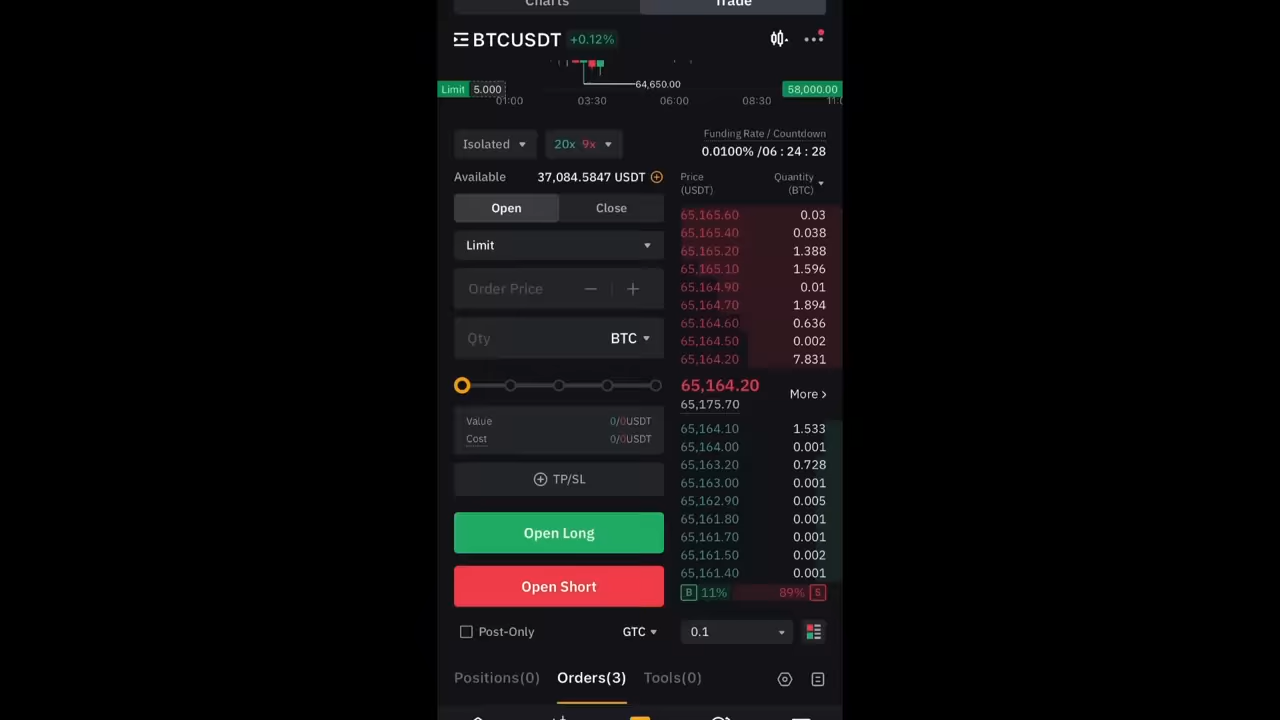 Charts Trade
BTCUSDT +0.12%
64,650.00
Limit 5.000 58,000.00
01:00 03:30 06:00 08:30 11:0
Isolated 20x 9x
Funding Rate / Countdown
0.0100% /06 : 24 : 28
Available 37,084.5847 USDT
Open Close
Limit
Order Price
Qty BTC
Value 0/0USDT
Cost 0/0USDT
TP/SL
Open Long
Open Short
Post-Only GTC
Price Quantity
(USDT) (BTC)
65,165.60 0.03
65,165.40 0.038
65,165.20 1.388
65,165.10 1.596
65,164.90 0.01
65,164.70 1.894
65,164.60 0.636
65,164.50 0.002
65,164.20 7.831
65,164.20
65,175.70
More
65,164.10 1.533
65,164.00 0.001
65,163.20 0.728
65,163.00 0.001
65,162.90 0.005
65,161.80 0.001
65,161.70 0.001
65,161.50 0.002
65,161.40 0.001
B 11% 89% S
0.1
Positions(0) Orders(3) Tools(0)